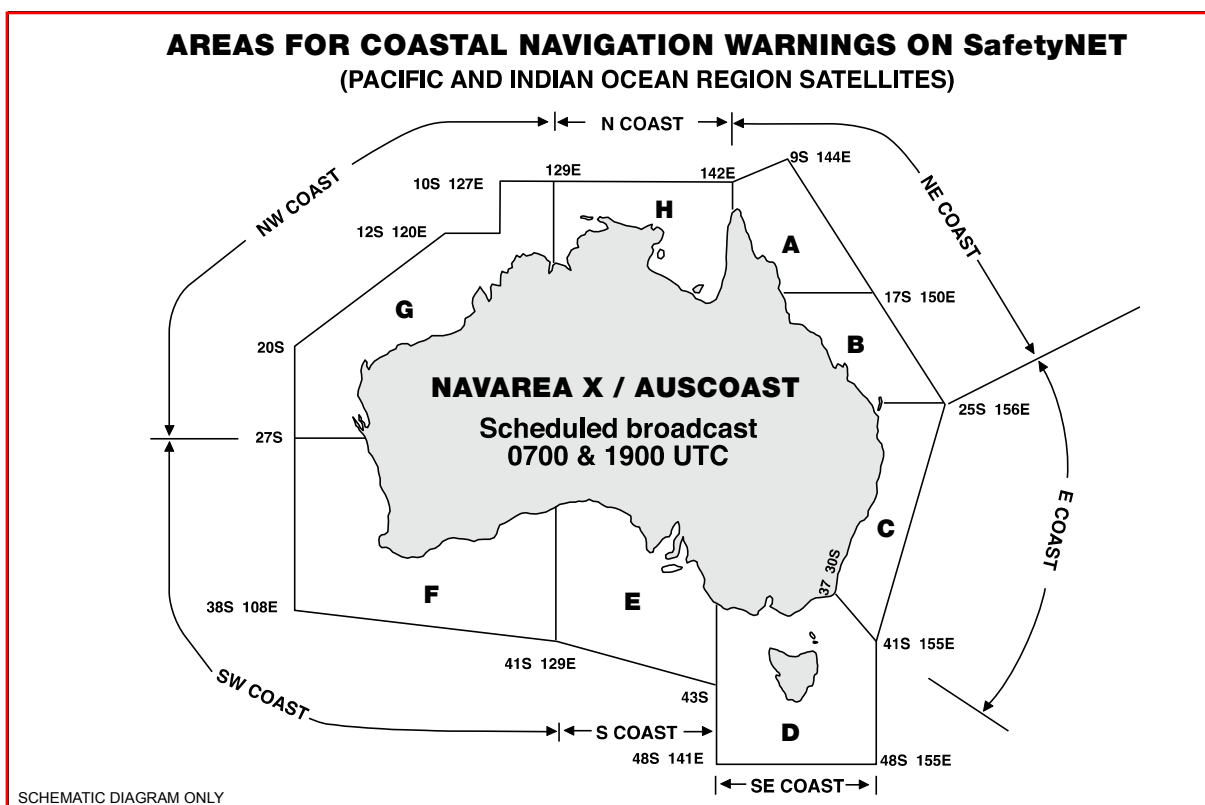 AREAS FOR COASTAL NAVIGATION WARNINGS ON SafetyNET
(PACIFIC AND INDIAN OCEAN REGION SATELLITES)
N COAST
129E
142E
9S 144E
10S 127E
NW COAST
NE COAST
H
12S 120E
A
17S 150E
G
B
20S
NAVAREA X / AUSCOAST
25S 156E
Scheduled broadcast
27S
0700 & 1900 UTC
E COAST
C
37 30S
F
E
38S 108E
41S 155E
41S 129E
SW COAST
43S
S COAST
D
48S 141E
48S 155E
SE COAST
SCHEMATIC DIAGRAM ONLY